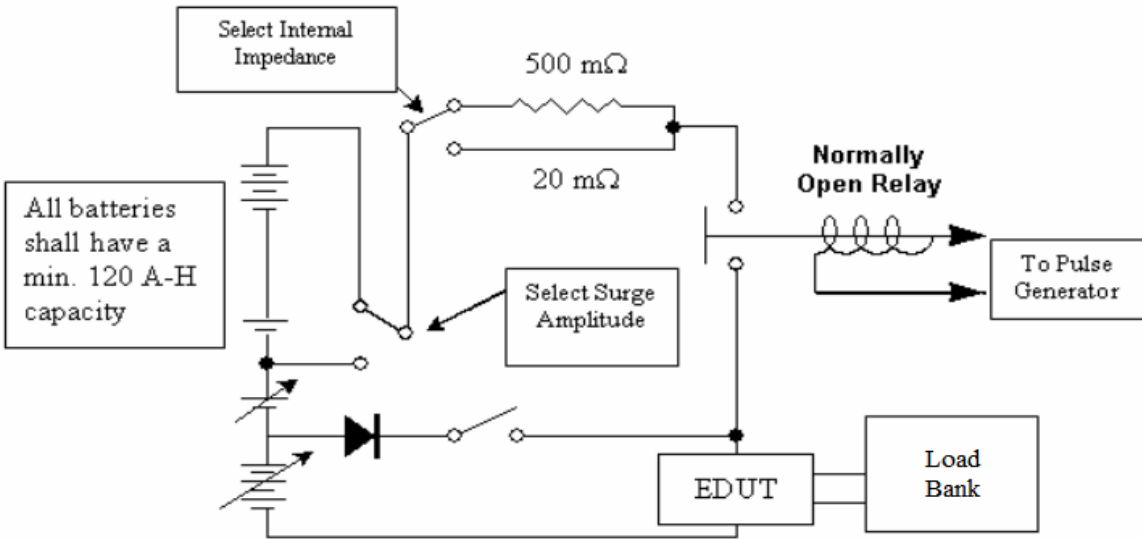 Select Internal
Impedance
500 mΩ
20 mΩ
Normally
Open Relay
All batteries
shall have a
min. 120 A-H
capacity
Select Surge
Amplitude
To Pulse
Generator
EDUT
Load
Bank